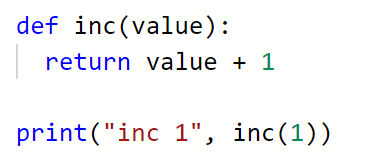 def inc(value):
  return value + 1

print("inc 1", inc(1))